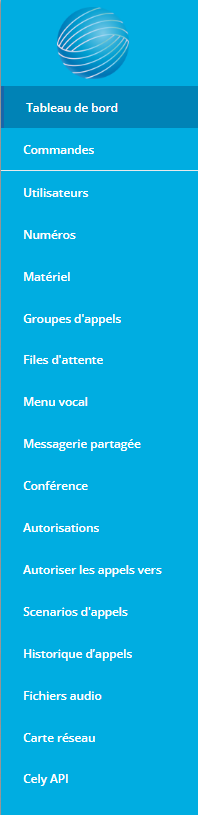 Tableau de bord
Commandes
Utilisateurs
Numéros
Matériel
Groupes d'appels
Files d'attente
Menu vocal
Messagerie partagée
Conférence
Autorisations
Autoriser les appels vers
Scenarios d'appels
Historique d’appels
Fichiers audio
Carte réseau
Cely API